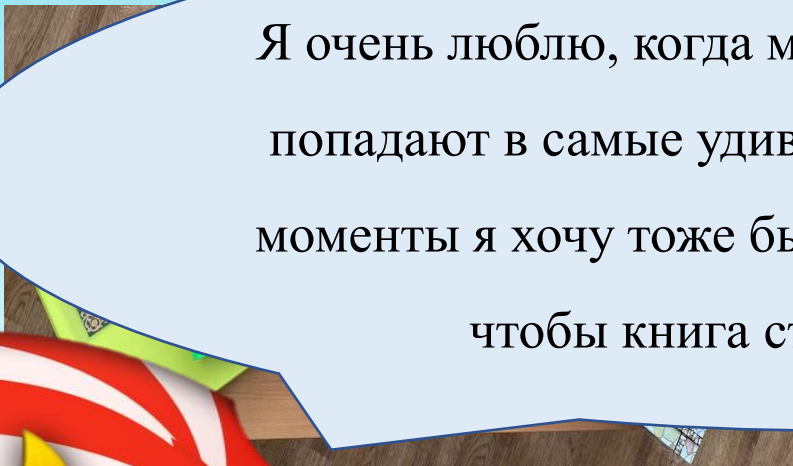 Я очень люблю, когда
попадают в самые
моменты я хочу тоже
чтобы книга